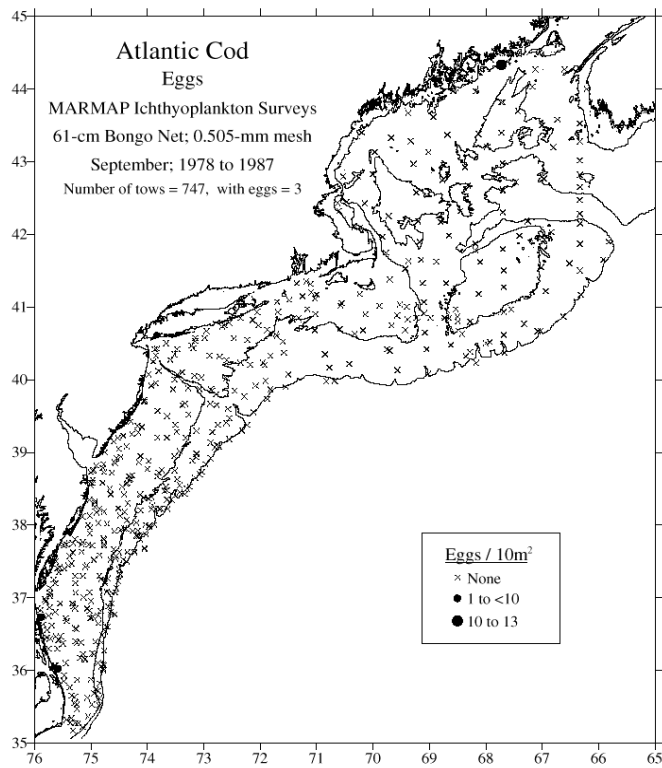 Atlantic Cod
Eggs
MARMAP Ichthyoplankton Surveys
61-cm Bongo Net; 0.505-mm mesh
September; 1978 to 1987
Number of tows = 747, with eggs = 3
45
44
43
42
41
40
39
38
37
36
35
Eggs / 10m²
None
1 to <10
10 to 13
76 75 74 73 72 71 70 69 68 67 66 65